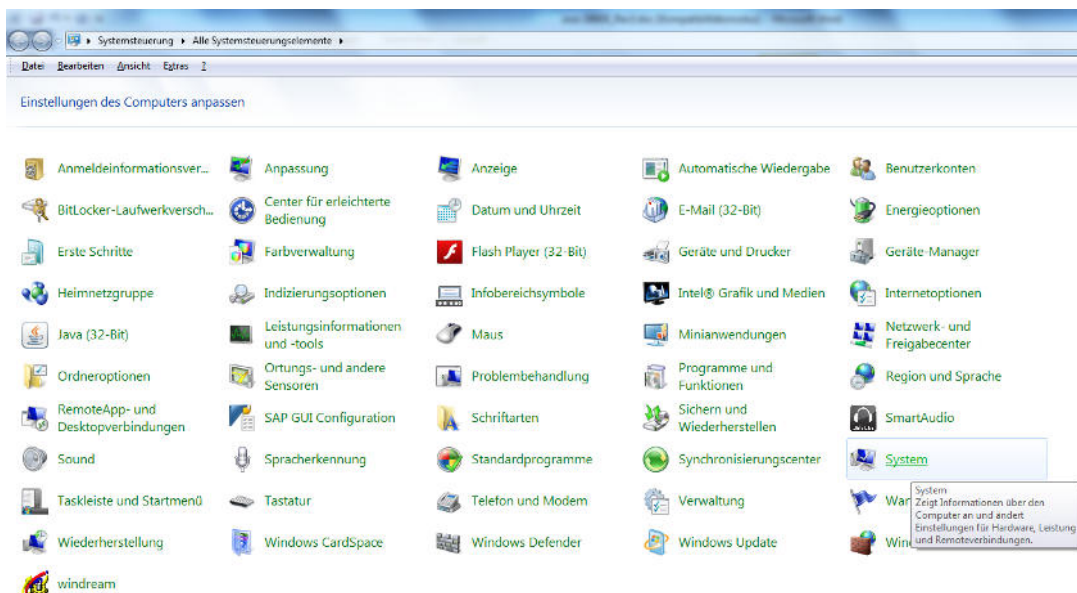 Systemsteuerung Alle Systemsteuerungselemente
Datei Bearbeiten Ansicht Extras ?
Einstellungen des Computers anpassen
Anmeldeinformationsver... Anpassung Anzeige Automatische Wiedergabe Benutzerkonten
BitLocker-Laufwerkversch... Center für erleichterte Bedienung Datum und Uhrzeit E-Mail (32-Bit) Energieoptionen
Erste Schritte Farbverwaltung Flash Player (32-Bit) Geräte und Drucker Geräte-Manager
Heimnetzgruppe Indizierungsoptionen Infobereichsymbole Intel® Grafik und Medien Internetoptionen
Java (32-Bit) Leistungsinformationen und -tools Maus Minianwendungen Netzwerk- und Freigabecenter
Ordneroptionen Ortungs- und andere Sensoren Problembehandlung Programme und Funktionen Region und Sprache
RemoteApp- und Desktopverbindungen SAP GUI Configuration Schriftarten Sichern und Wiederherstellen SmartAudio
Sound Spracherkennung Standardprogramme Synchronisierungscenter System
Taskleiste und Startmenü Tastatur Telefon und Modem Verwaltung War
Wiederherstellung Windows CardSpace Windows Defender Windows Update Win
System
Zeigt Informationen über den
Computer an und ändert
Einstellungen für Hardware, Leistung
und Remoteverbindungen.
windream